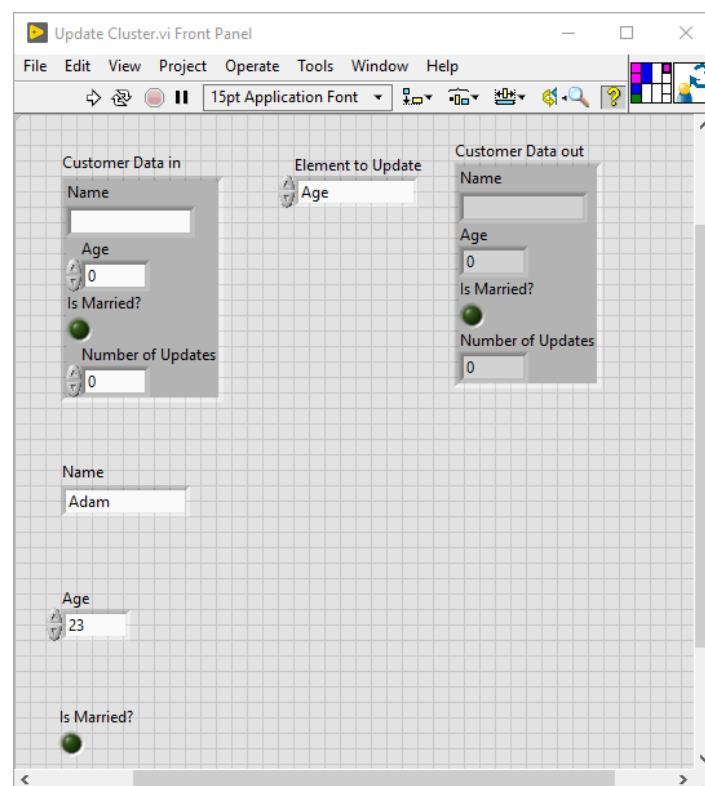 Update Cluster.vi Front Panel
File Edit View Project Operate Tools Window Help
15pt Application Font
?
Customer Data in
Name
Age
0
Is Married?
Number of Updates
0
Element to Update
Age
Customer Data out
Name
Age
0
Is Married?
Number of Updates
0
Name
Adam
Age
23
Is Married?